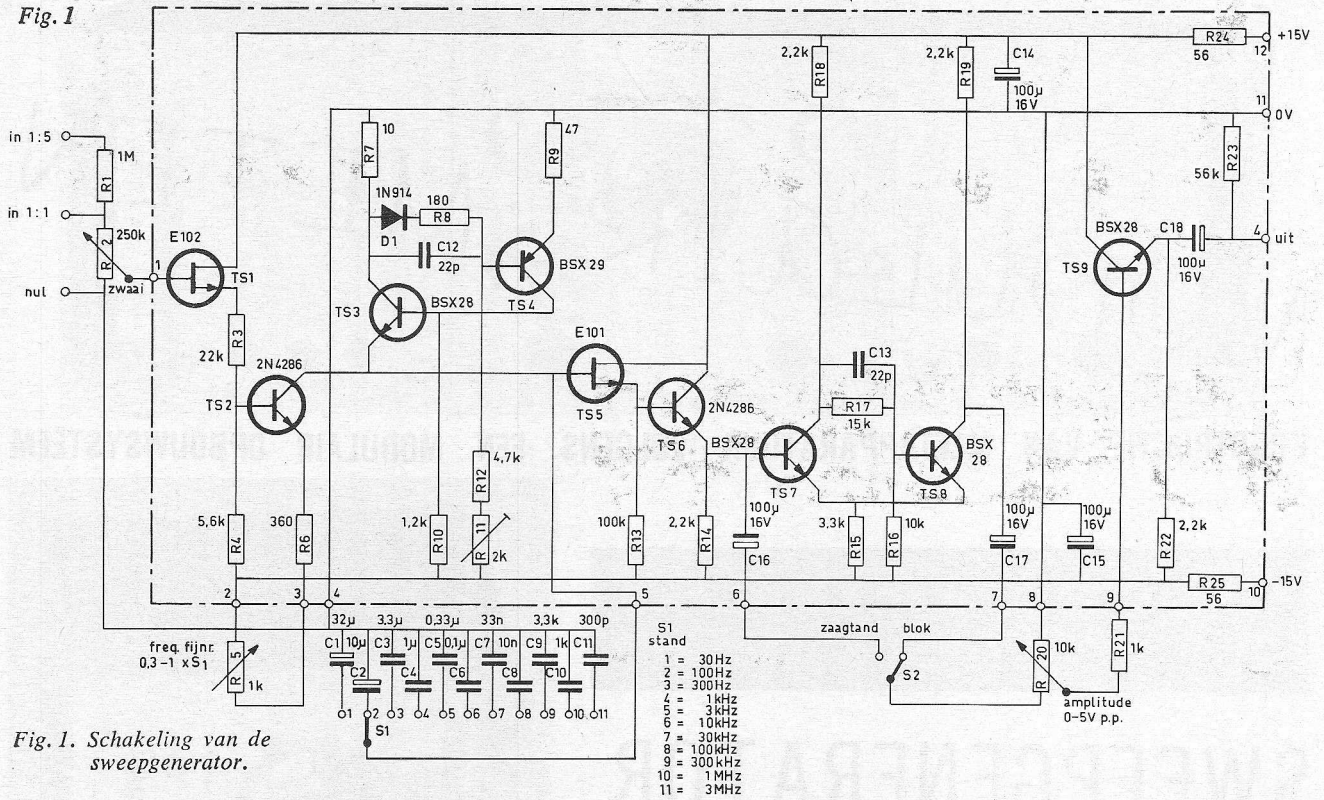 Fig. 1
R24
56
+15V
12
2,2k
R18
2,2k
R19
C14
100µ
16V
11
0V
in 1:5
1M
R1
in 1:1
250k
R 2
nul
zwaai
1
E102
TS1
10
R7
47
R9
1N914
D1
180
R8
C12
22p
BSX29
TS4
BSX28
TS3
R23
56k
4
uit
BSX28
TS9
C18
100µ
16V
R3
22k
2N4286
TS2
E101
TS5
C13
22p
R17
15k
2N4286
TS6
BSX28
TS7
BSX
28
TS8
4,7k
R12
5,6k
R4
360
R6
1,2k
R10
R 11
2k
100k
R13
2,2k
R14
100µ
16V
C16
3,3k
R15
10k
R16
100µ
16V
C17
100µ
16V
C15
2,2k
R22
R25
56
-15V
10
2
3
4
5
6
7
8
9
freq. fijnr.
0,3-1 x S1
R 5
1k
32µ
3,3µ
0,33µ
33n
3,3k
300p
C1
10µ
C3
1µ
C5
0,1µ
C7
10n
C9
1k
C11
C2
C4
C6
C8
C10
1
2
3
4
5
6
7
8
9
10
11
S1
S1
stand
1 = 30Hz
2 = 100Hz
3 = 300Hz
4 = 1kHz
5 = 3kHz
6 = 10kHz
7 = 30kHz
8 = 100kHz
9 = 300kHz
10 = 1MHz
11 = 3MHz
zaagtand
blok
S2
10k
R 20
R21
1k
amplitude
0-5V p.p.
Fig. 1. Schakeling van de
sweepgenerator.